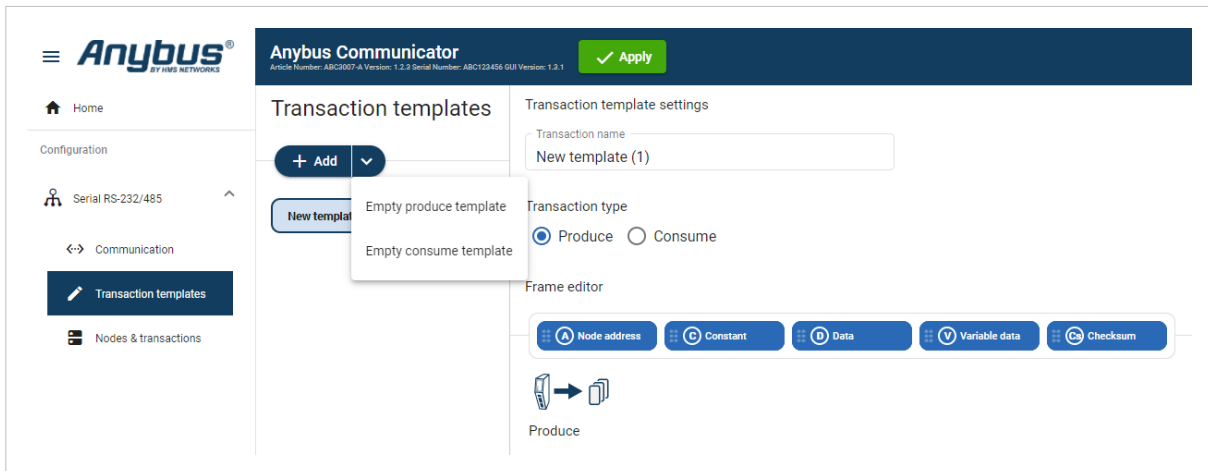 Anybus®
BY HMS NETWORKS
Anybus Communicator
Article Number: ABC3007-A Version: 1.2.3 Serial Number: ABC123456 GUI Version: 1.3.1
Apply
Home
Configuration
Serial RS-232/485
Communication
Transaction templates
Nodes & transactions
Transaction templates
+ Add
New templat
Empty produce template
Empty consume template
Transaction template settings
Transaction name
New template (1)
Transaction type
Produce Consume
Frame editor
A Node address C Constant D Data V Variable data Cs Checksum
Produce